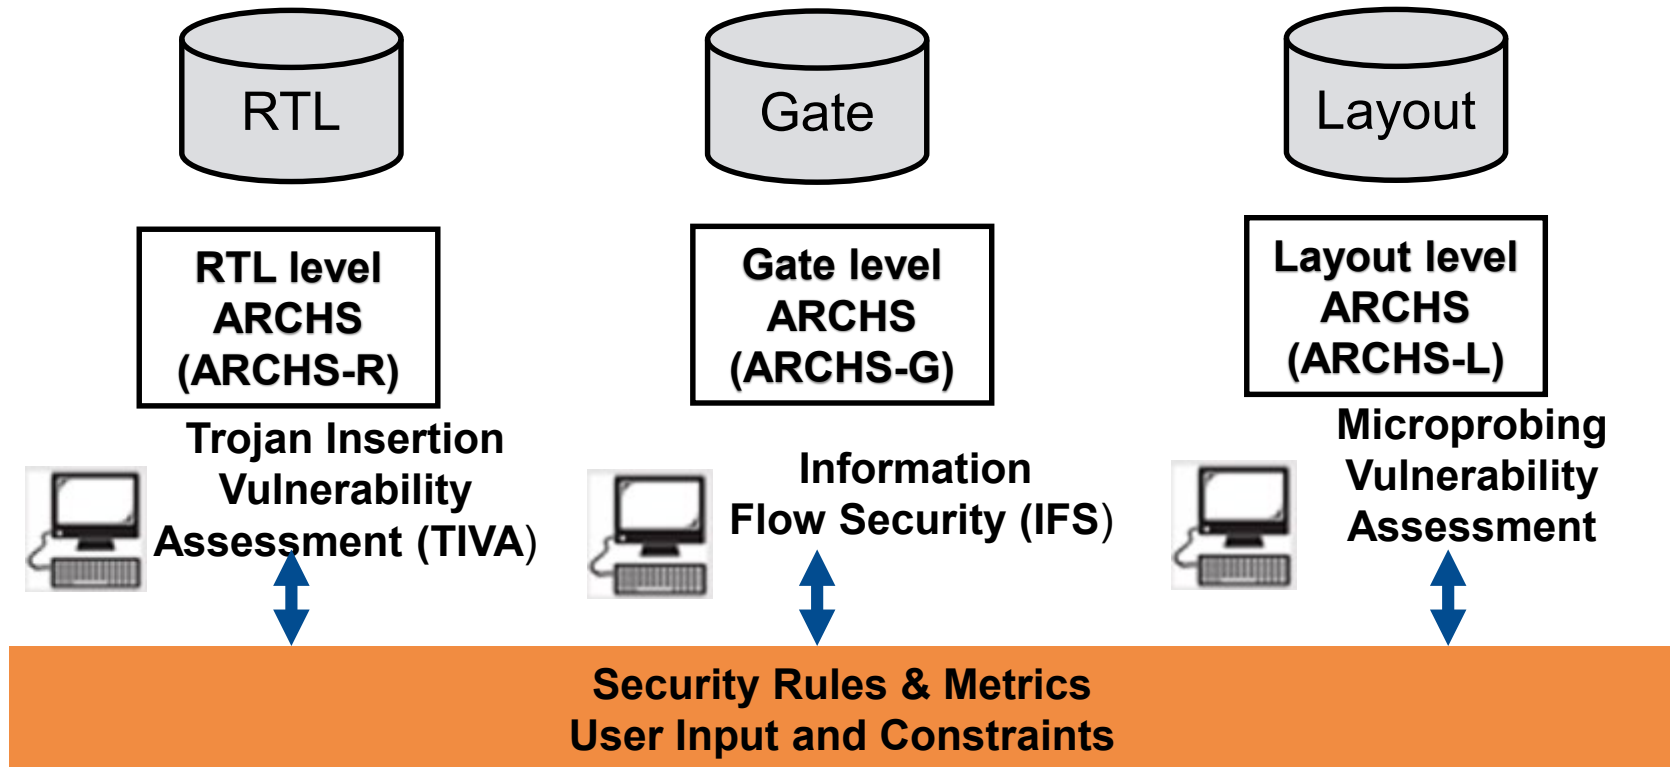 RTL
Gate
Layout
RTL level
ARCHS
(ARCHS-R)
Gate level
ARCHS
(ARCHS-G)
Layout level
ARCHS
(ARCHS-L)
Trojan Insertion
Vulnerability
Assessment (TIVA)
Information
Flow Security (IFS)
Microprobing
Vulnerability
Assessment
Security Rules & Metrics
User Input and Constraints